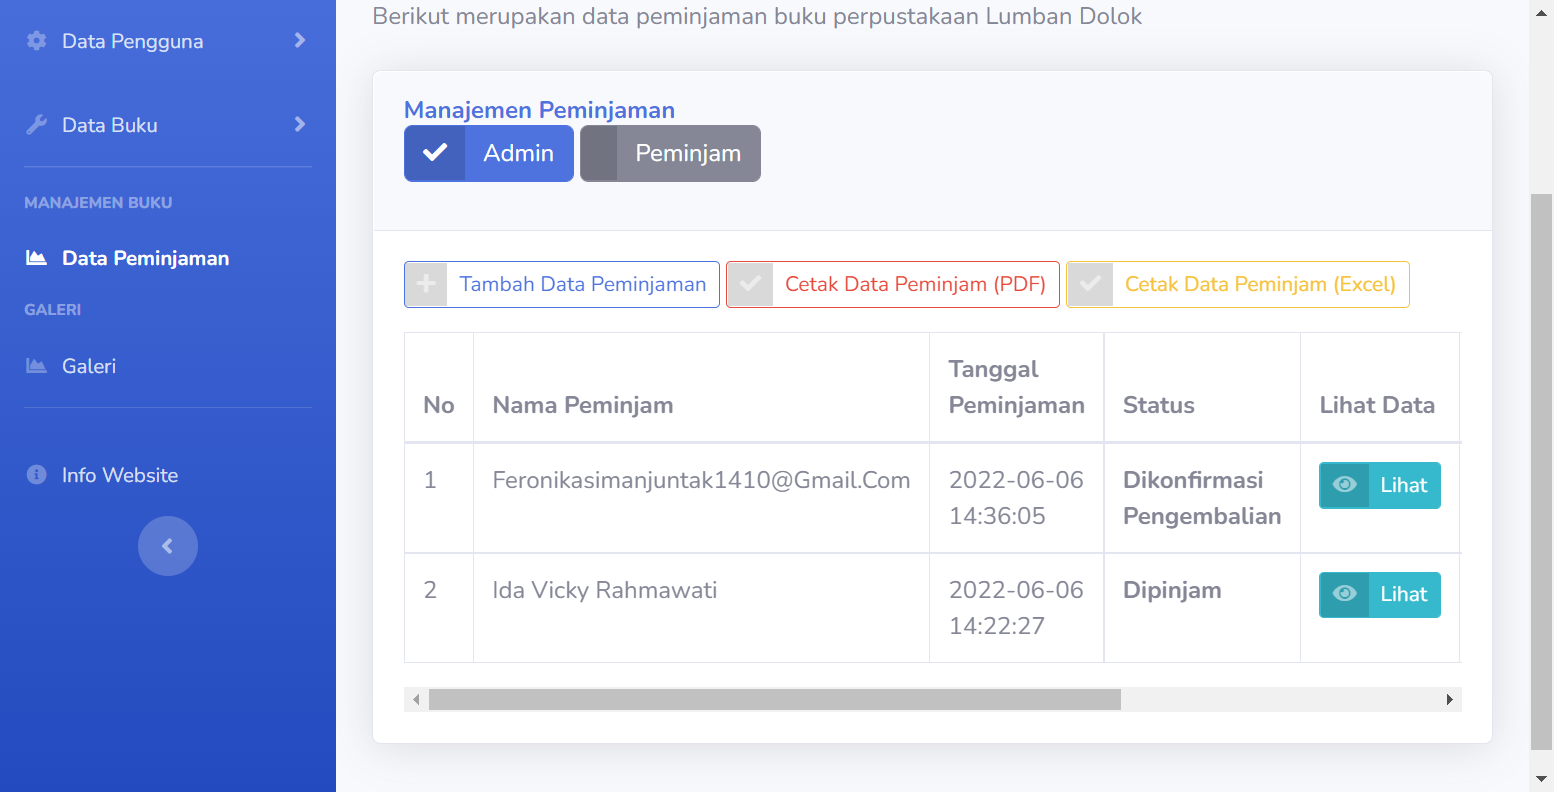 Data Pengguna
Data Buku
MANAJEMEN BUKU
Data Peminjaman
GALERI
Galeri
Info Website
Berikut merupakan data peminjaman buku perpustakaan Lumban Dolok
Manajemen Peminjaman
Admin
Peminjam
Tambah Data Peminjaman
Cetak Data Peminjam (PDF)
Cetak Data Peminjam (Excel)
No
Nama Peminjam
Tanggal
Peminjaman
Status
Lihat Data
1
Feronikasimanjuntak1410@Gmail.Com
2022-06-06
14:36:05
Dikonfirmasi
Pengembalian
Lihat
2
Ida Vicky Rahmawati
2022-06-06
14:22:27
Dipinjam
Lihat